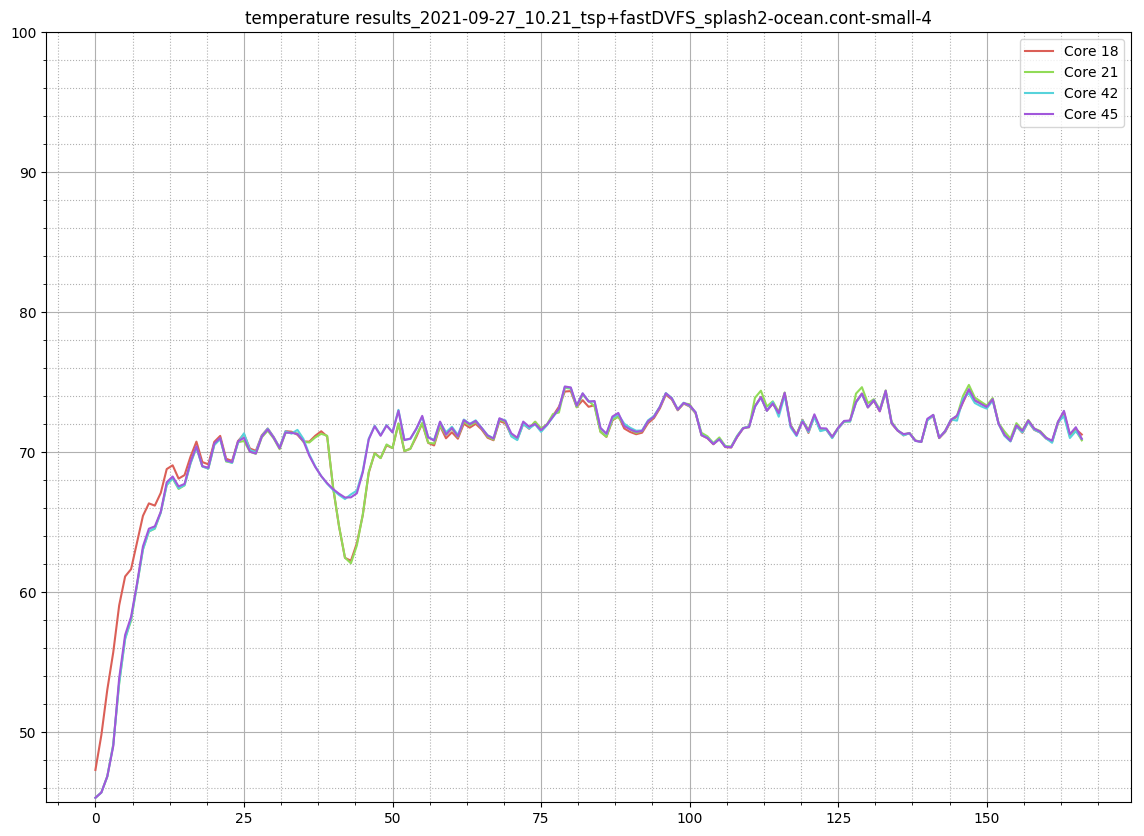 temperature results_2021-09-27_10.21_tsp+fastDVFS_splash2-ocean.cont-small-4
100
90
80
70
60
50
0 25 50 75 100 125 150
Core 18
Core 21
Core 42
Core 45